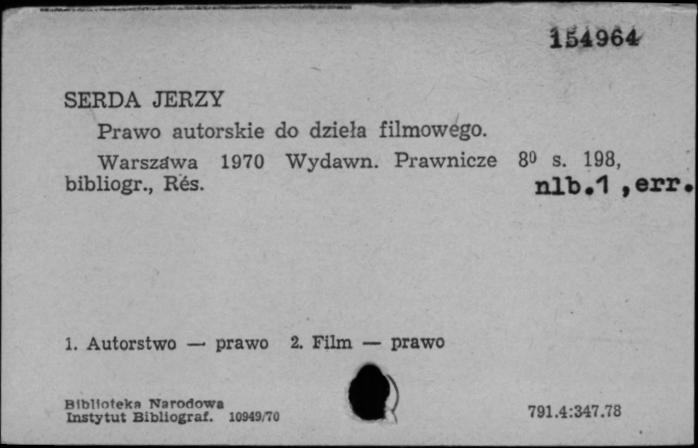 154964
SERDA JERZY
Prawo autorskie do dzieła filmowego.
Warszawa 1970 Wydawn. Prawnicze 8⁰ s. 198,
bibliogr., Rés. nlb.1 ,err.
1. Autorstwo — prawo 2. Film — prawo
Biblioteka Narodowa
Instytut Bibliograf. 10949/70
791.4:347.78